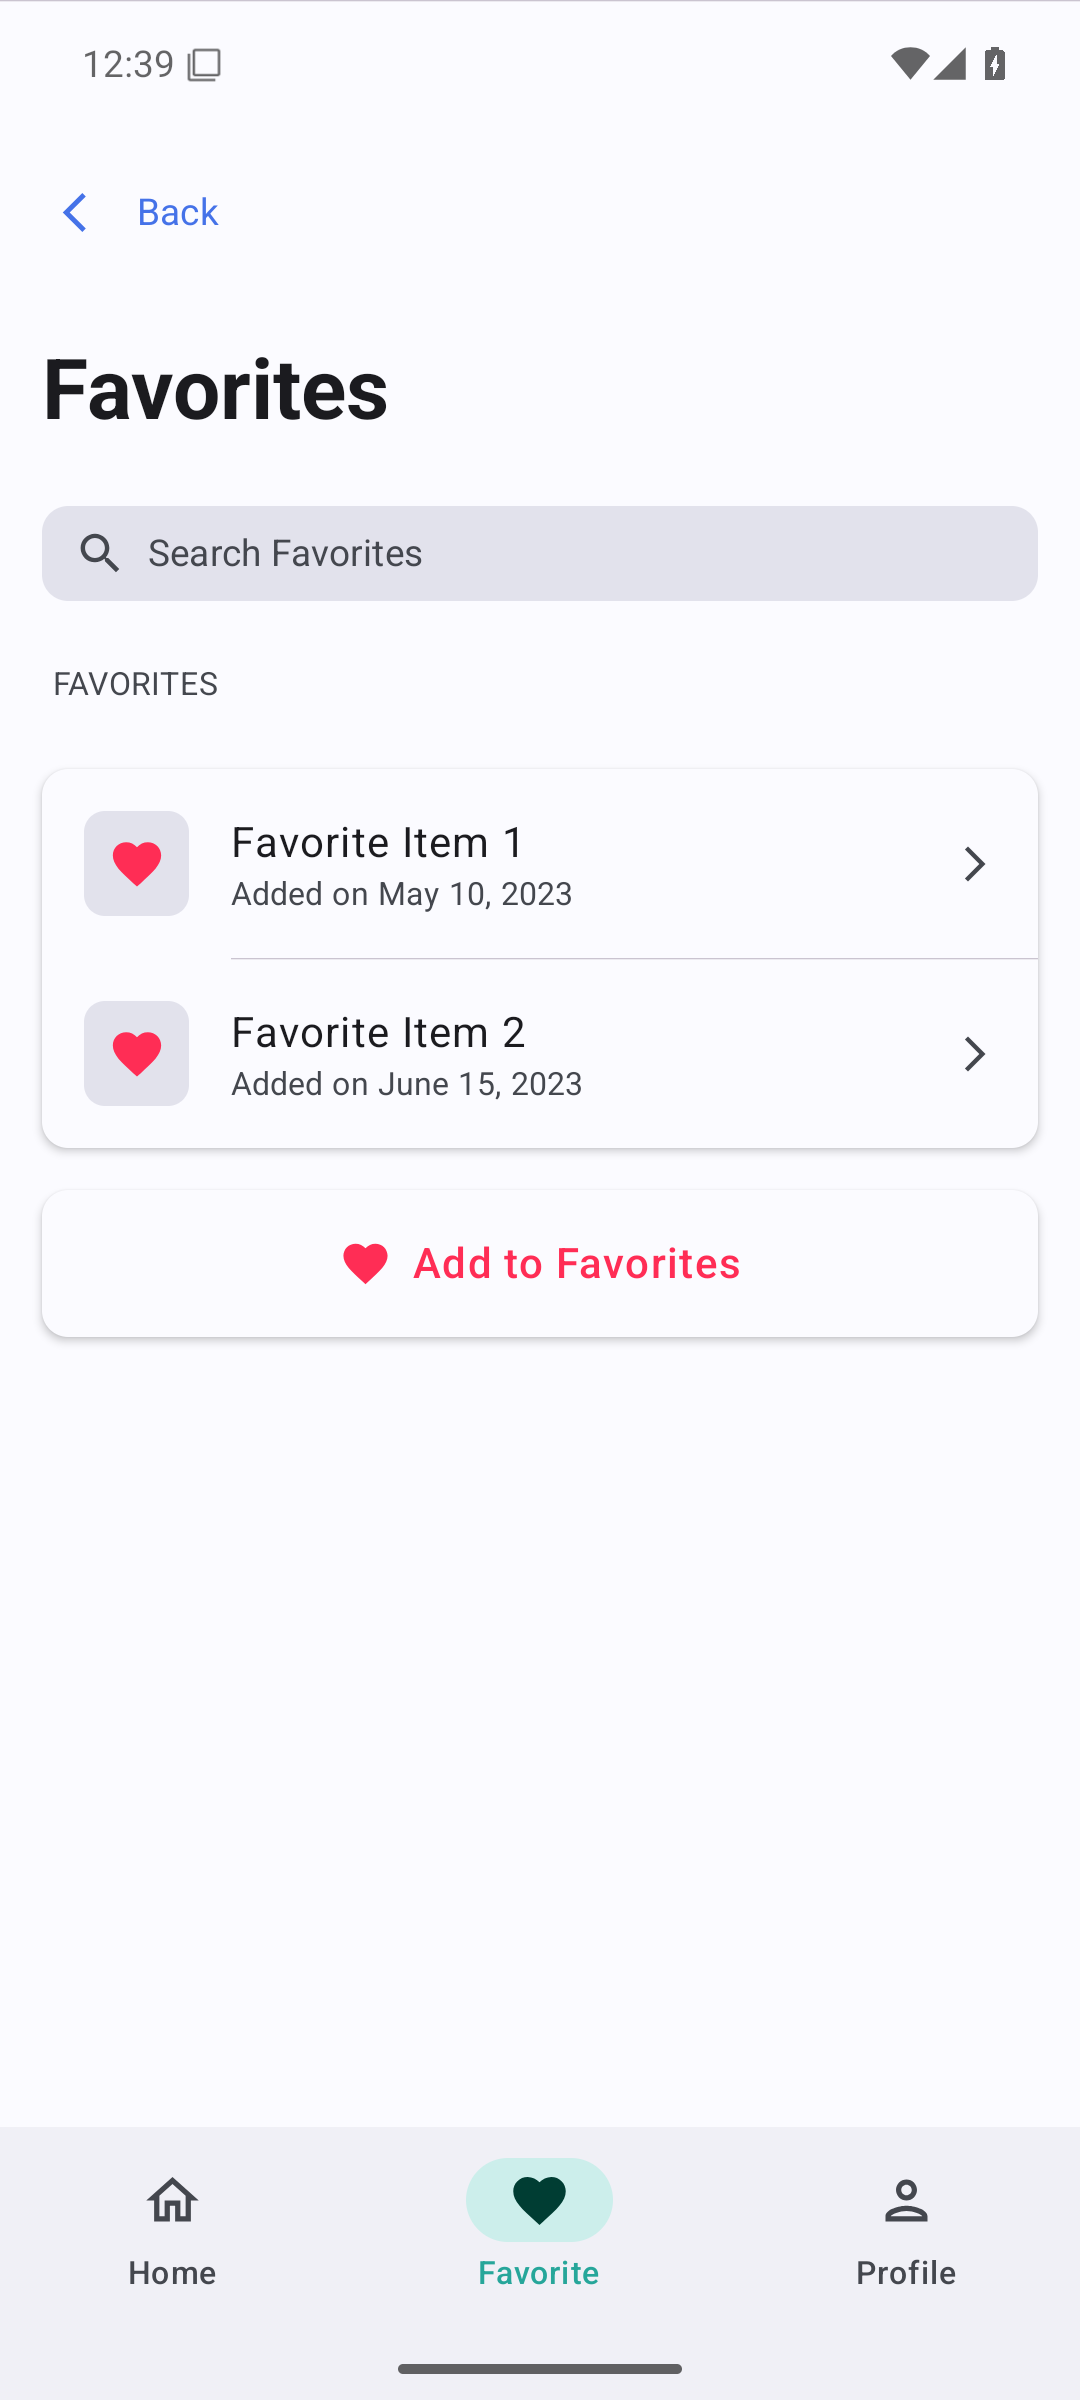 12:39
Back
Favorites
Search Favorites
FAVORITES
Favorite Item 1
Added on May 10, 2023
Favorite Item 2
Added on June 15, 2023
Add to Favorites
Home
Favorite
Profile